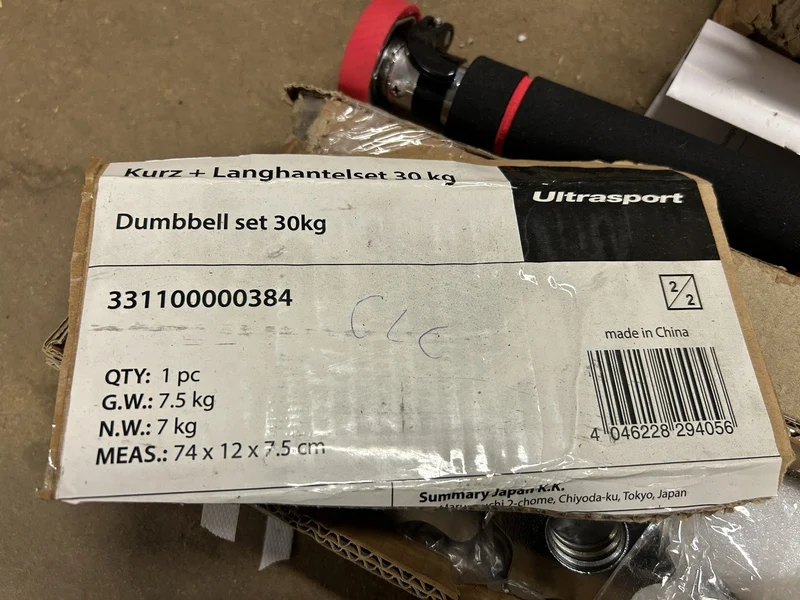 Kurz + Langhantelset 30 kg
Ultrasport
Dumbbell set 30kg
331100000384
2/2
made in China
QTY: 1 pc
G.W.: 7.5 kg
N.W.: 7 kg
MEAS.: 74 x 12 x 7.5 cm
4 046228 294056
Summary Japan K.K.
2-chome, Chiyoda-ku, Tokyo, Japan